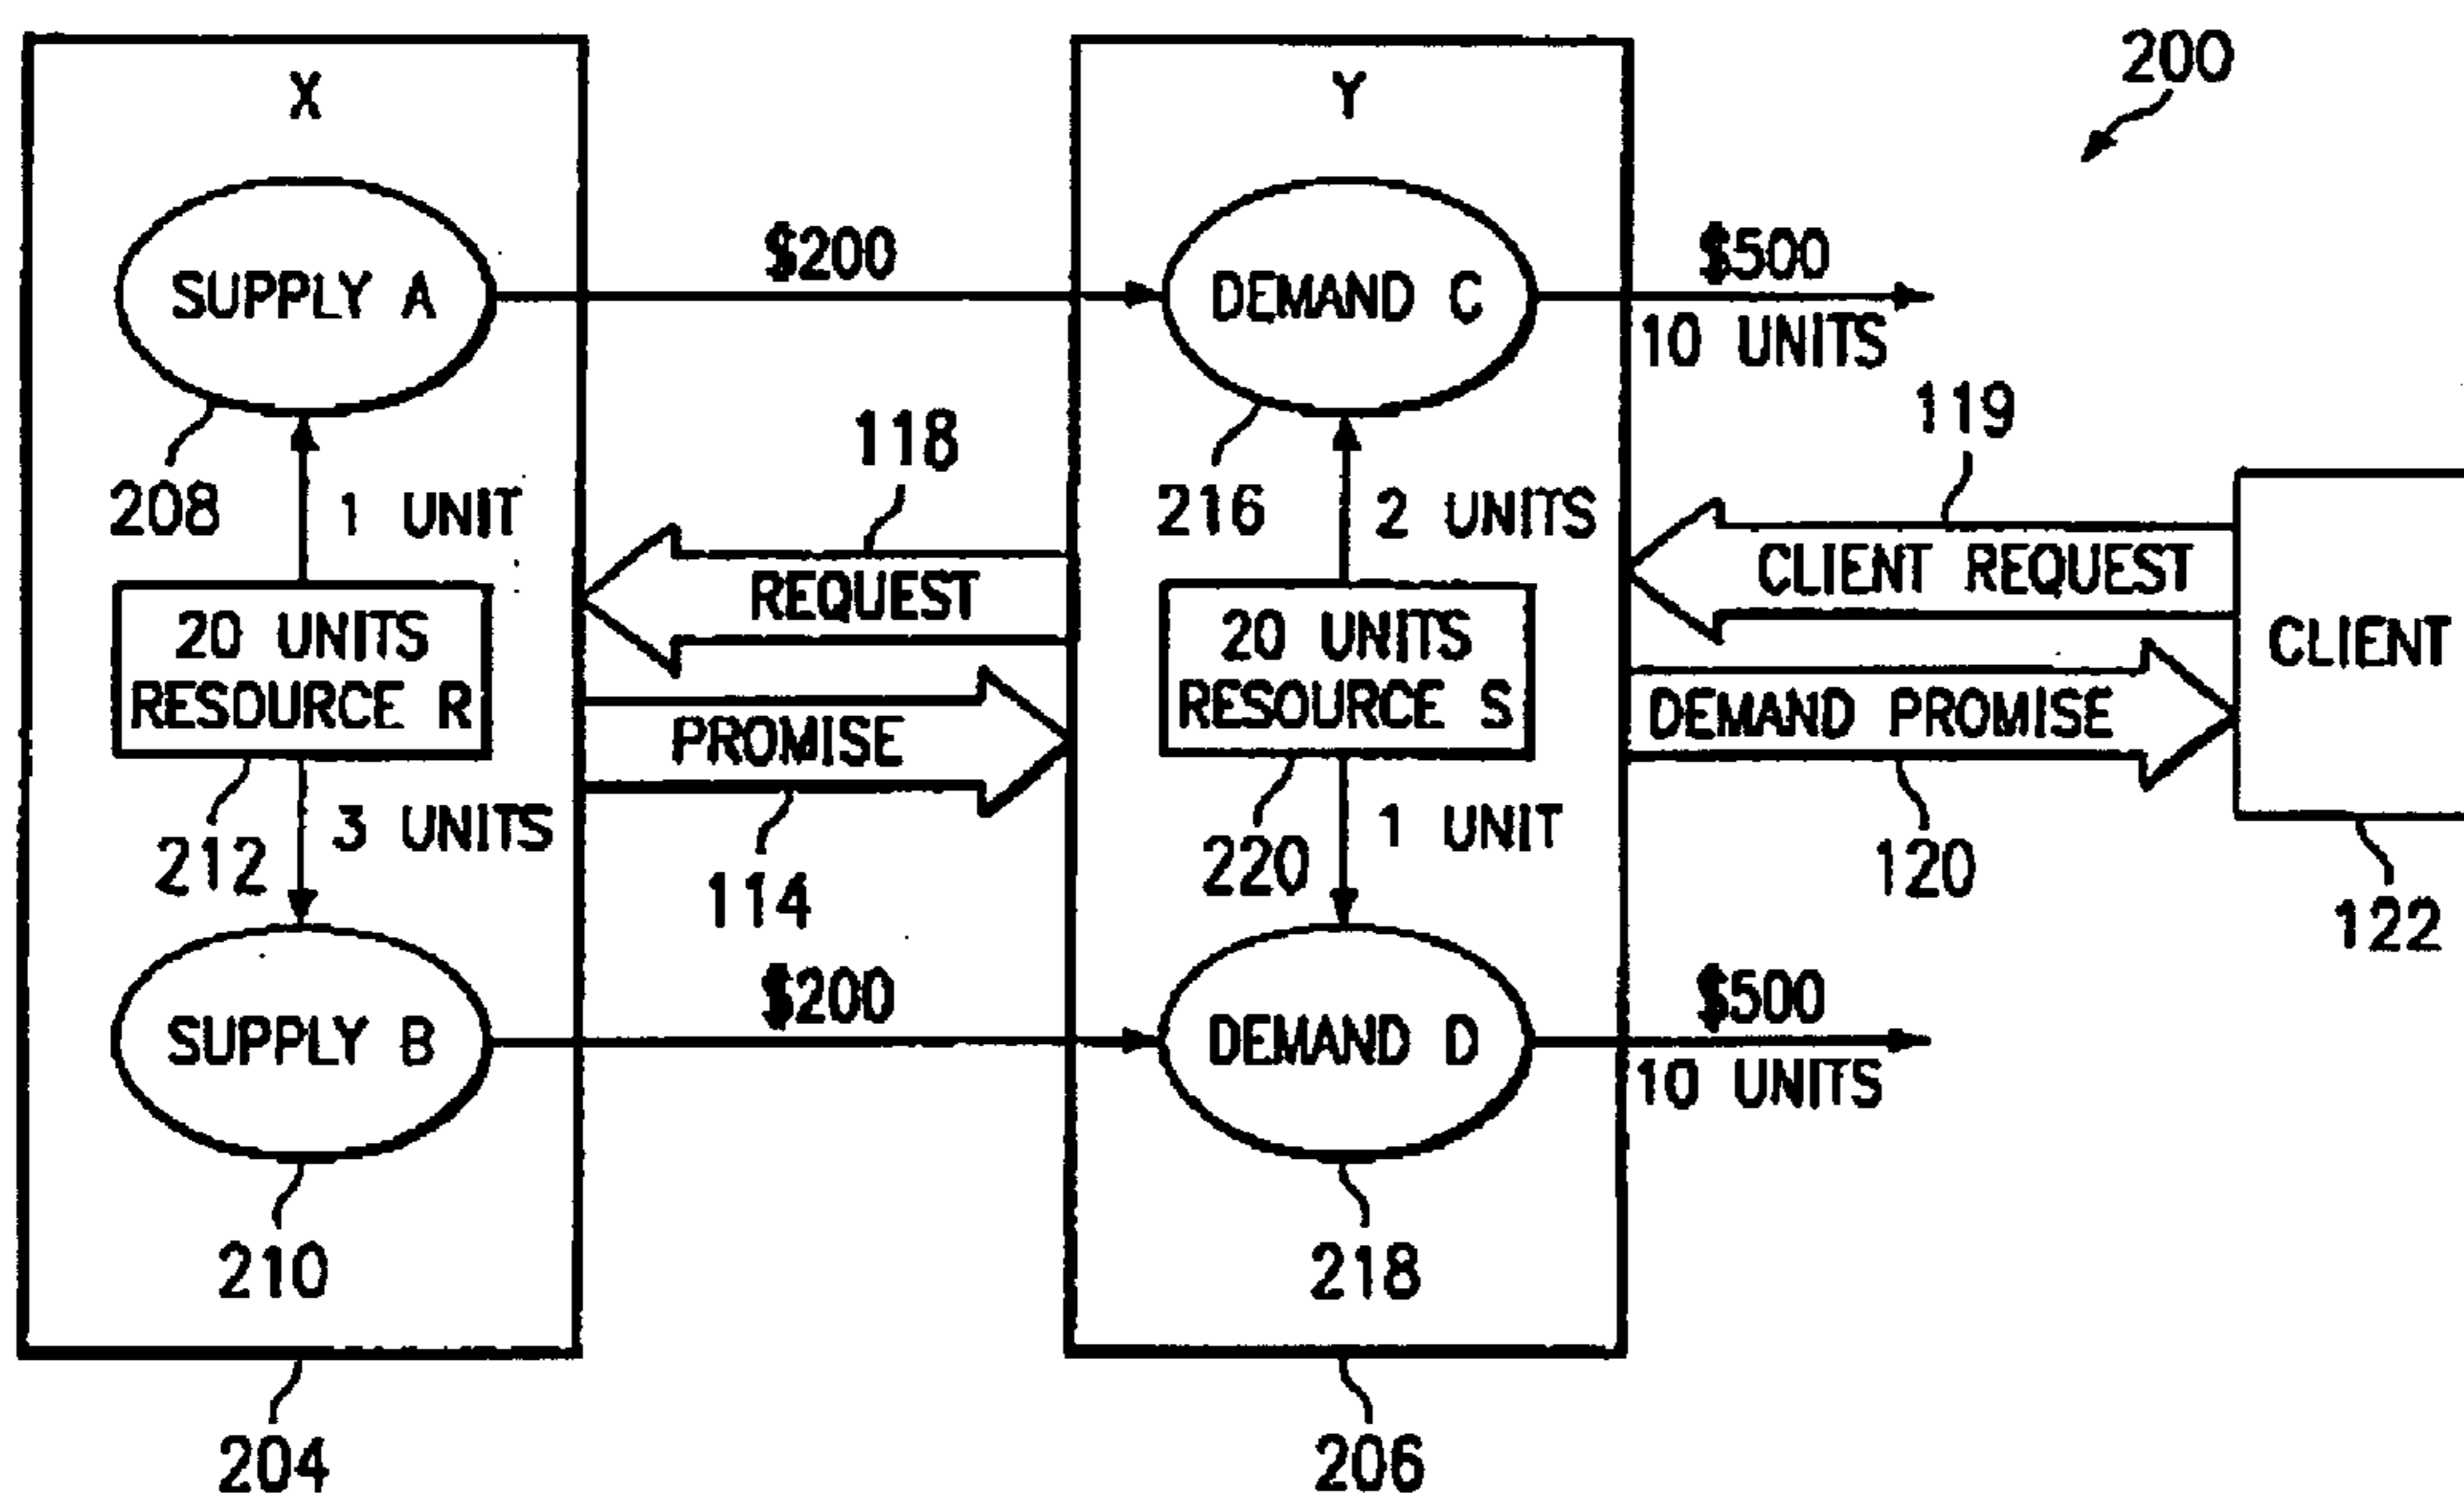 X
Y
200
SUPPLY A
$200
DEMAND C
$500
10 UNITS
208
1 UNIT
118
216
2 UNITS
119
20 UNITS
RESOURCE R
REQUEST
20 UNITS
RESOURCE S
CLIENT REQUEST
CLIENT
PROMISE
DEMAND PROMISE
212
3 UNITS
114
220
1 UNIT
120
122
SUPPLY B
$200
DEMAND D
$500
10 UNITS
210
218
204
206